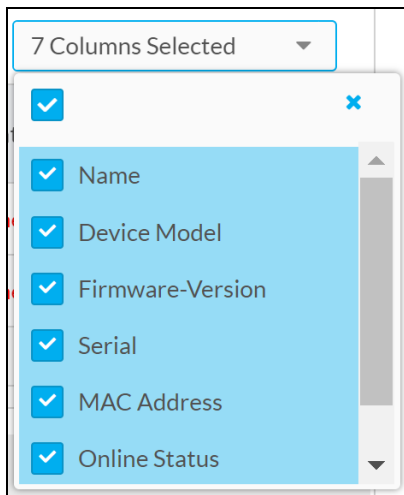 7 Columns Selected
Name
Device Model
Firmware-Version
Serial
MAC Address
Online Status